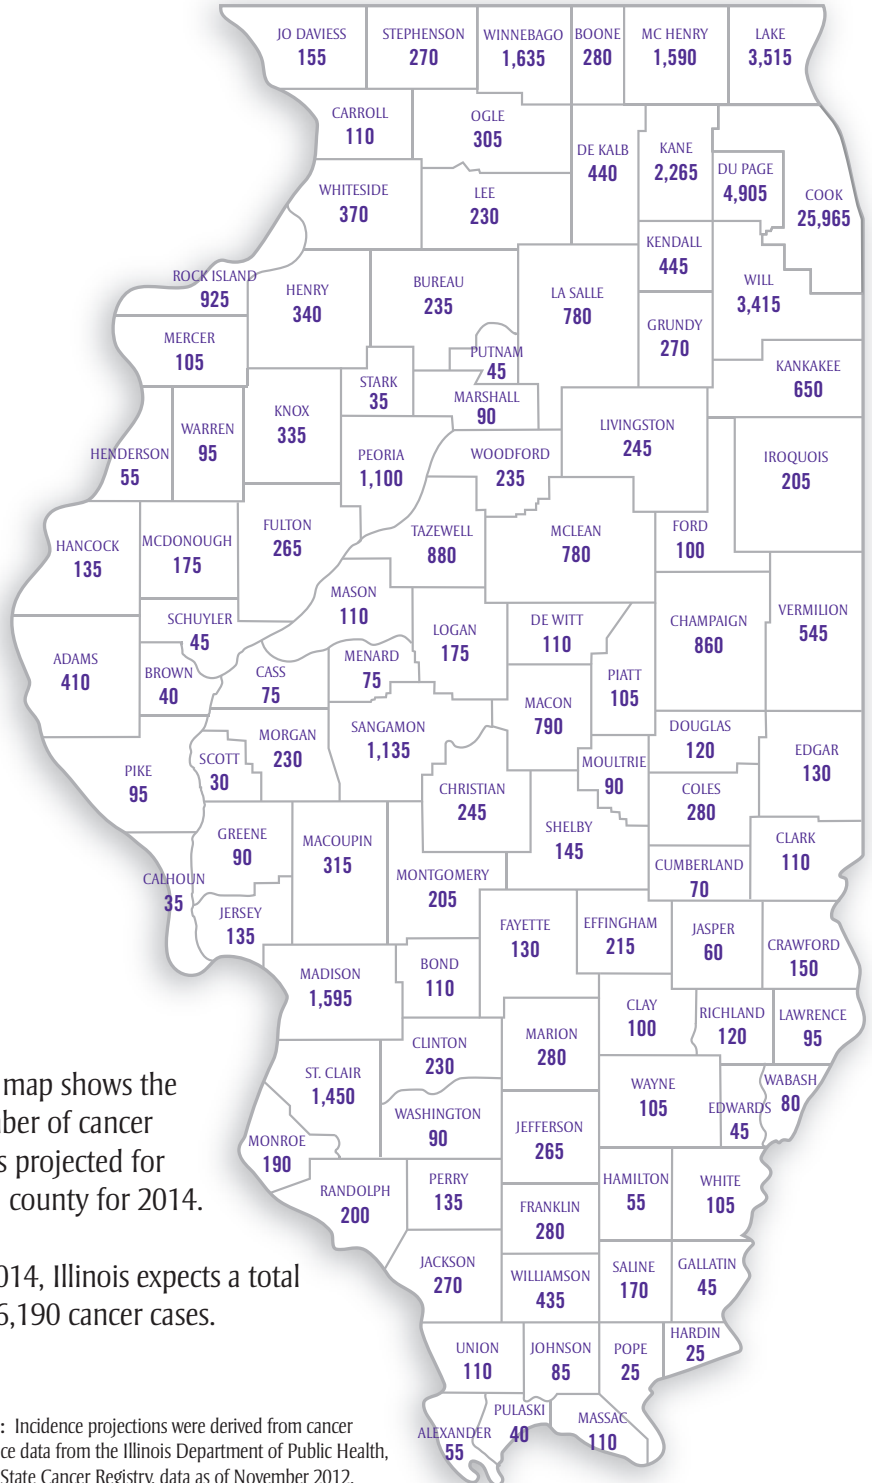 JO DAVIESS
155
STEPHENSON
270
WINNEBAGO
1,635
BOONE
280
MC HENRY
1,590
LAKE
3,515
CARROLL
110
OGLE
305
DE KALB
440
KANE
2,265
DU PAGE
4,905
COOK
25,965
WHITESIDE
370
LEE
230
KENDALL
445
ROCK ISLAND
925
HENRY
340
BUREAU
235
LA SALLE
780
WILL
3,415
GRUNDY
270
MERCER
105
PUTNAM
45
KANKAKEE
650
STARK
35
MARSHALL
90
KNOX
335
WARREN
95
HENDERSON
55
PEORIA
1,100
WOODFORD
235
LIVINGSTON
245
IROQUOIS
205
HANCOCK
135
MCDONOUGH
175
FULTON
265
TAZEWELL
880
MCLEAN
780
FORD
100
MASON
110
SCHUYLER
45
LOGAN
175
DE WITT
110
CHAMPAIGN
860
VERMILION
545
ADAMS
410
BROWN
40
CASS
75
MENARD
75
PIATT
105
MACON
790
SANGAMON
1,135
MORGAN
230
SCOTT
30
PIKE
95
DOUGLAS
120
EDGAR
130
MOULTRIE
90
CHRISTIAN
245
COLES
280
SHELBY
145
GREENE
90
MACOUPIN
315
CLARK
110
CUMBERLAND
70
MONTGOMERY
205
CALHOUN
35
JERSEY
135
FAYETTE
130
EFFINGHAM
215
JASPER
60
CRAWFORD
150
MADISON
1,595
BOND
110
CLAY
100
RICHLAND
120
LAWRENCE
95
CLINTON
230
MARION
280
ST. CLAIR
1,450
WAYNE
105
EDWARDS
45
WABASH
80
WASHINGTON
90
JEFFERSON
265
MONROE
190
RANDOLPH
200
PERRY
135
HAMILTON
55
WHITE
105
FRANKLIN
280
JACKSON
270
WILLIAMSON
435
SALINE
170
GALLATIN
45
UNION
110
JOHNSON
85
POPE
25
HARDIN
25
ALEXANDER
55
PULASKI
40
MASSAC
110
map shows the
ber of cancer
s projected for
county for 2014.
014, Illinois expects a total
6,190 cancer cases.
: Incidence projections were derived from cancer
ce data from the Illinois Department of Public Health,
State Cancer Registry, data as of November 2012.